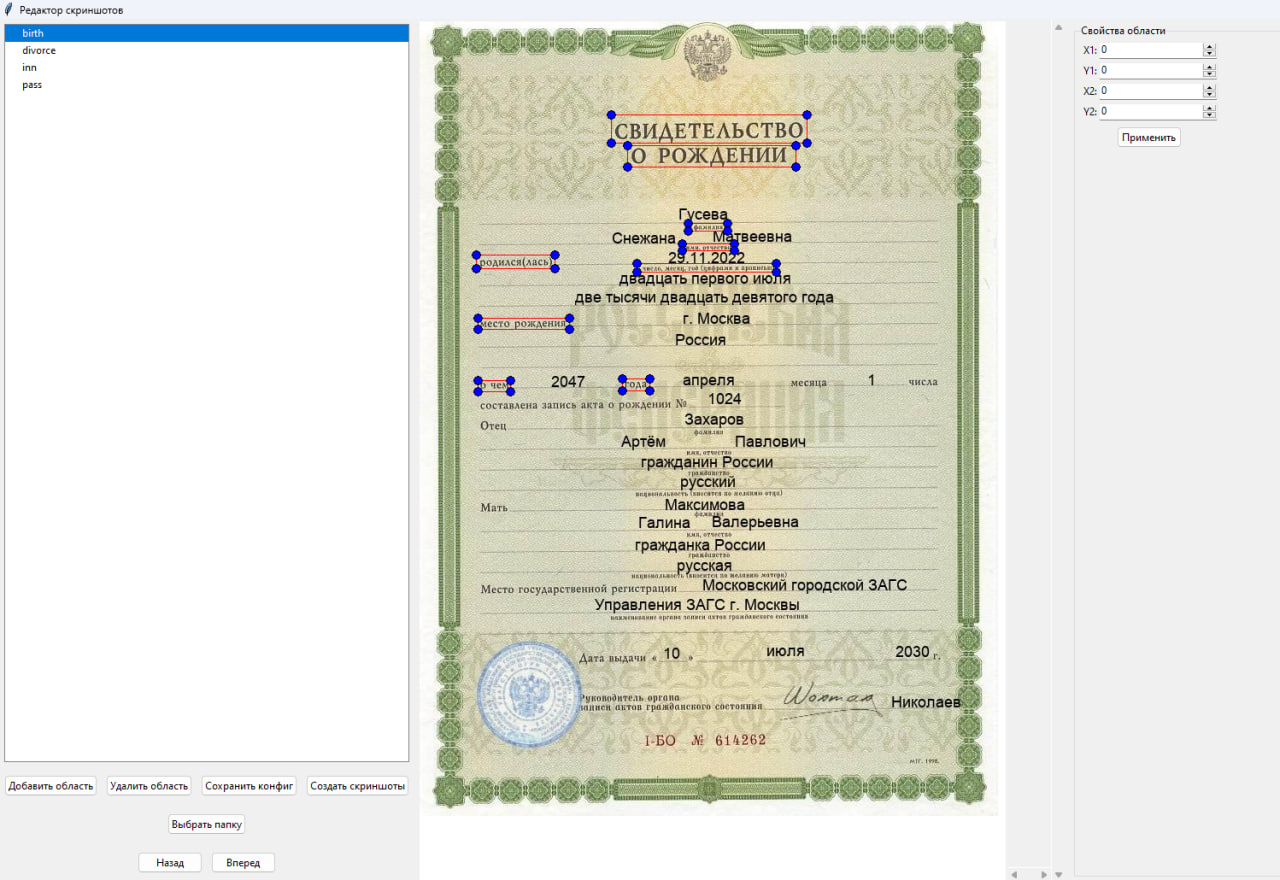 Редактор скриншотов
birth
divorce
inn
pass
Добавить область Удалить область Сохранить конфиг Создать скриншоты
Выбрать папку
Назад Вперед
СВИДЕТЕЛЬСТВО
О РОЖДЕНИИ
Гусева
фамилия
Снежана Матвеевна
имя, отчество
родился(лась) 29.11.2022
число, месяц, год (цифрами и прописью)
двадцать первого июля
две тысячи двадцать девятого года
место рождения г. Москва
Россия
о чем 2047 года апреля месяца 1 числа
составлена запись акта о рождении № 1024
Отец Захаров
фамилия
Артём Павлович
имя, отчество
гражданин России
гражданство
русский
национальность (вносится по желанию отца)
Мать Максимова
фамилия
Галина Валерьевна
имя, отчество
гражданка России
гражданство
русская
национальность (вносится по желанию матери)
Место государственной регистрации Московский городской ЗАГС
Управления ЗАГС г. Москвы
наименование органа записи актов гражданского состояния
Дата выдачи « 10 » июля 2030 г.
Руководитель органа
записи актов гражданского состояния Николаев
I-БО № 614262
МТГ. 1998.
Свойства области
X1: 0
Y1: 0
X2: 0
Y2: 0
Применить